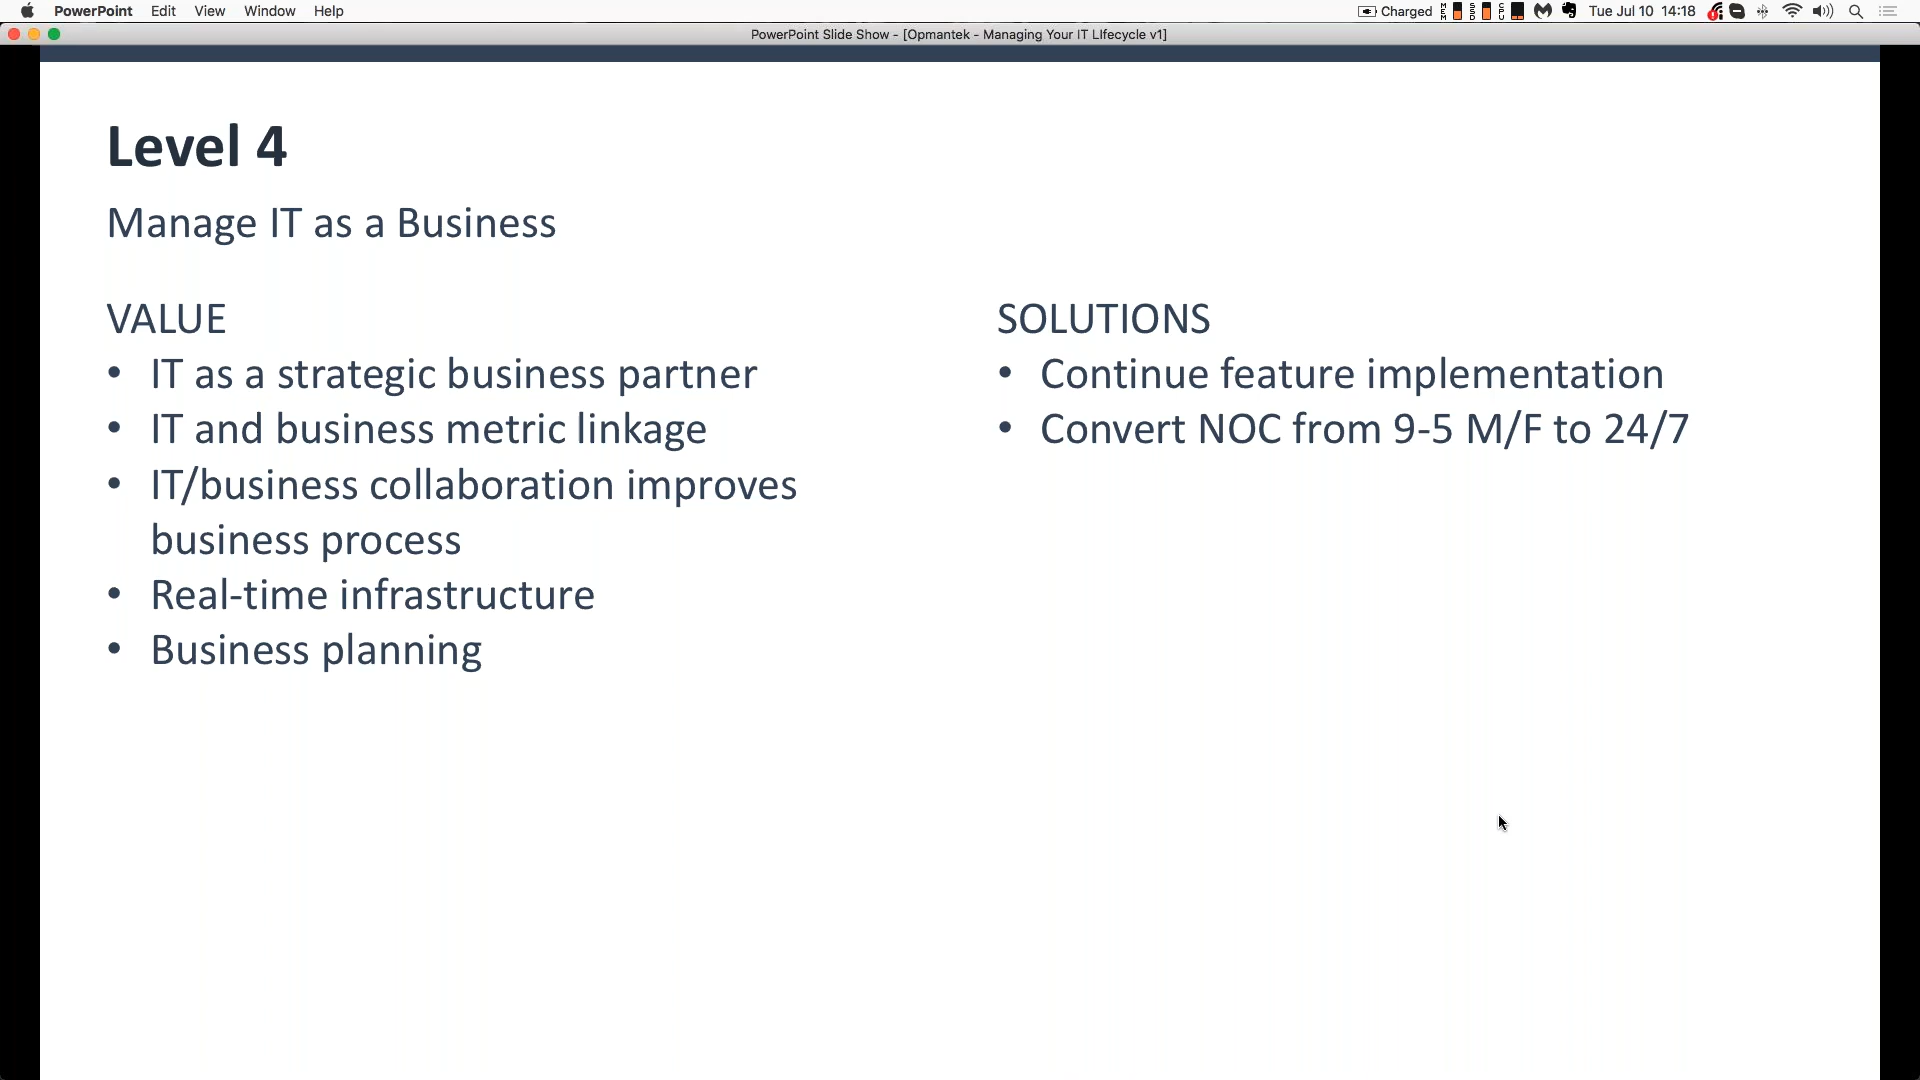 PowerPoint Edit View Window Help Charged MEM SSD CPU Tue Jul 10 14:18
PowerPoint Slide Show - [Opmantek - Managing Your IT LIfecycle v1]
Level 4
Manage IT as a Business
VALUE
• IT as a strategic business partner
• IT and business metric linkage
• IT/business collaboration improves
business process
• Real-time infrastructure
• Business planning
SOLUTIONS
• Continue feature implementation
• Convert NOC from 9-5 M/F to 24/7